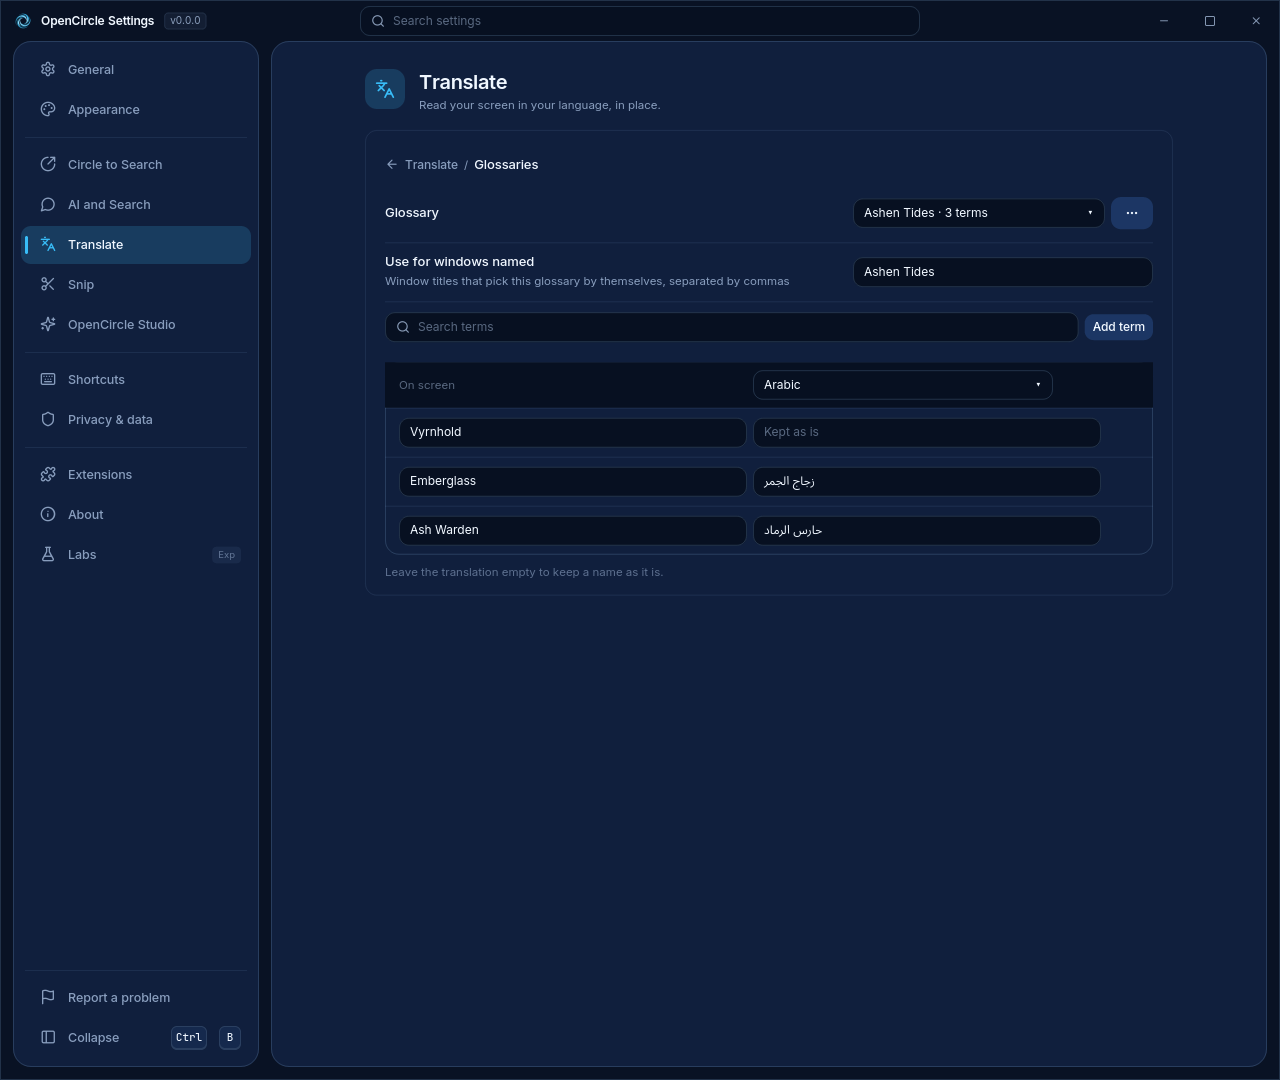 OpenCircle Settings v0.0.0
Search settings
General
Appearance
Circle to Search
AI and Search
Translate
Snip
OpenCircle Studio
Shortcuts
Privacy & data
Extensions
About
Labs Exp
Report a problem
Collapse Ctrl B
Translate
Read your screen in your language, in place.
Translate / Glossaries
Glossary
Ashen Tides · 3 terms
Use for windows named
Window titles that pick this glossary by themselves, separated by commas
Ashen Tides
Search terms
Add term
On screen
Arabic
Vyrnhold
Kept as is
Emberglass
زجاج الجمر
Ash Warden
حارس الرماد
Leave the translation empty to keep a name as it is.